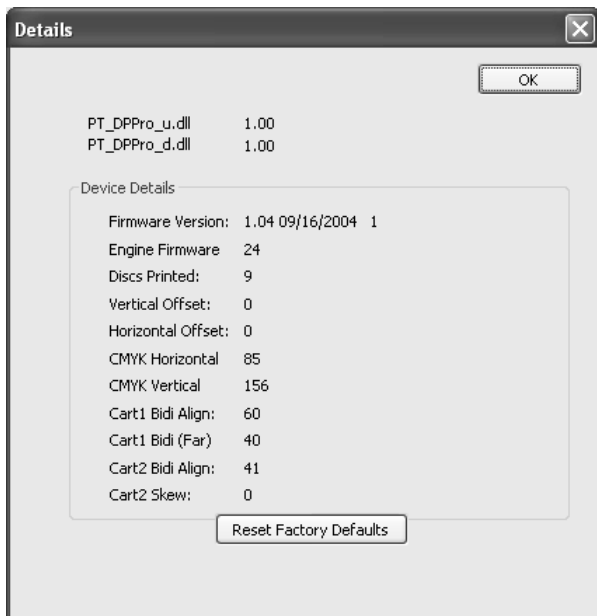 Details
OK
PT_DPPro_u.dll 1.00
PT_DPPro_d.dll 1.00
Device Details
Firmware Version: 1.04 09/16/2004 1
Engine Firmware 24
Discs Printed: 9
Vertical Offset: 0
Horizontal Offset: 0
CMYK Horizontal 85
CMYK Vertical 156
Cart1 Bidi Align: 60
Cart1 Bidi (Far) 40
Cart2 Bidi Align: 41
Cart2 Skew: 0
Reset Factory Defaults